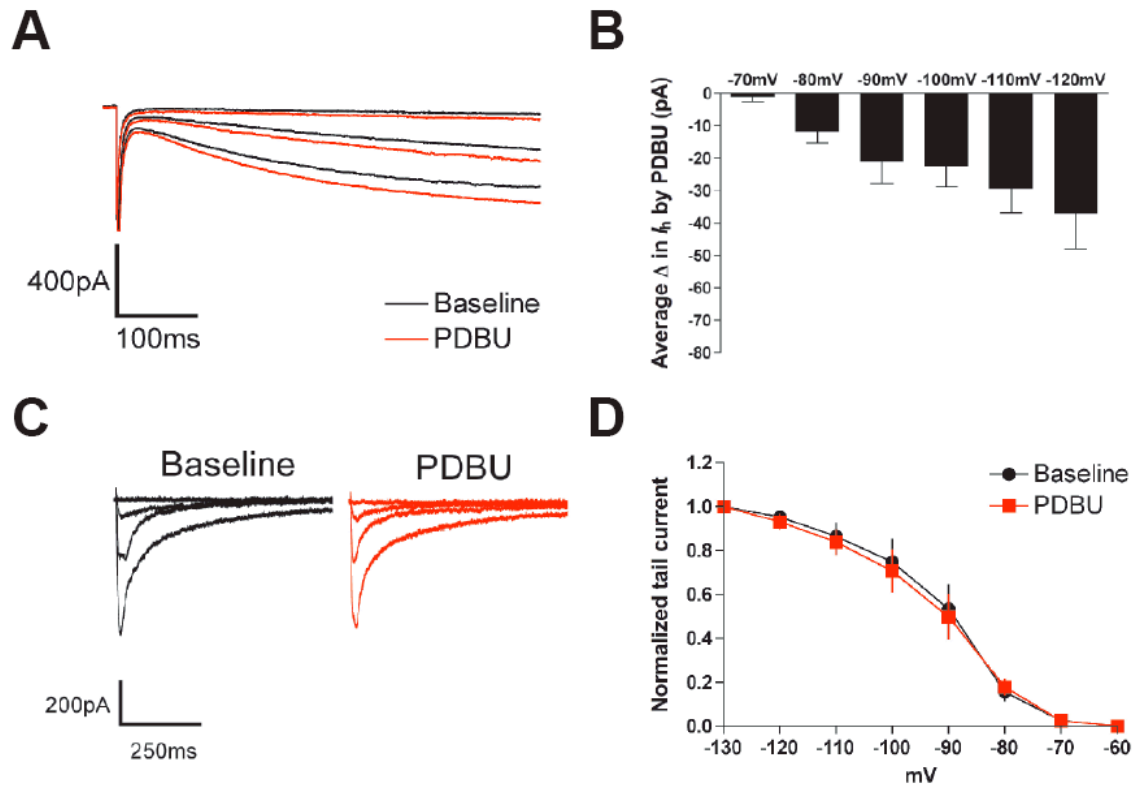 A
400pA
100ms
Baseline
PDBU
B
-70mV -80mV -90mV -100mV -110mV -120mV
Average Δ in Ih by PDBU (pA)
0
-10
-20
-30
-40
-50
-60
-70
-80
C
Baseline PDBU
200pA
250ms
D
Baseline
PDBU
Normalized tail current
1.2
1.0
0.8
0.6
0.4
0.2
0.0
-130 -120 -110 -100 -90 -80 -70 -60
mV